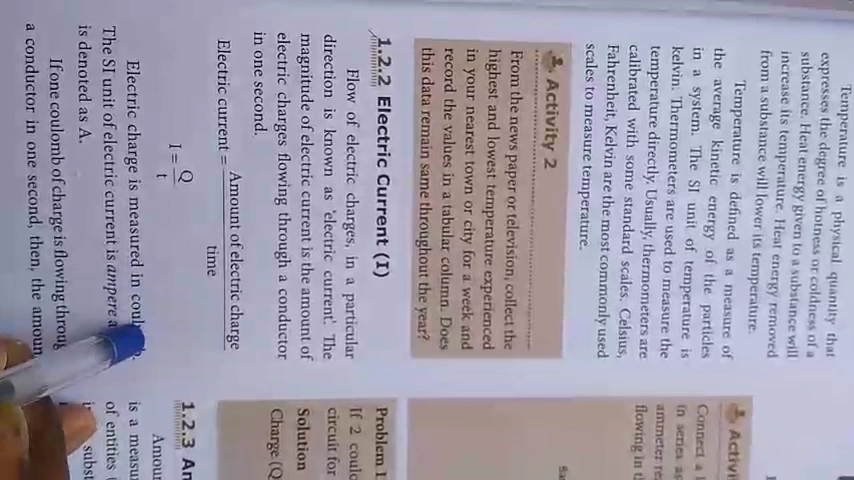 Temperature is a physical quantity that
expresses the degree of hotness or coldness of a
substance. Heat energy given to a substance will
increase its temperature. Heat energy removed
from a substance will lower its temperature.
Temperature is defined as a measure of
the average kinetic energy of the particles
in a system. The SI unit of temperature is
kelvin. Thermometers are used to measure the
temperature directly. Usually, thermometers are
calibrated with some standard scales. Celsius,
Fahrenheit, Kelvin are the most commonly used
scales to measure temperature.
Activity 2
From the news paper or television, collect the
highest and lowest temperature experienced
in your nearest town or city for a week and
record the values in a tabular column. Does
this data remain same throughout the year?
1.2.2 Electric Current (I)
Flow of electric charges, in a particular
direction is known as 'electric current'. The
magnitude of electric current is the amount of
electric charges flowing through a conductor
in one second.
Electric current = Amount of electric charge
time
I = Q
t
Electric charge is measured in
The SI unit of electric current is ampere
is denoted as A.
If one coulomb of charge is flowing
a conductor in one second, then, the
Connect a
in series
ammeter
flowing in
Problem 1
If 2
circuit for
Solution
Charge (Q
1.2.3
is a
of entities